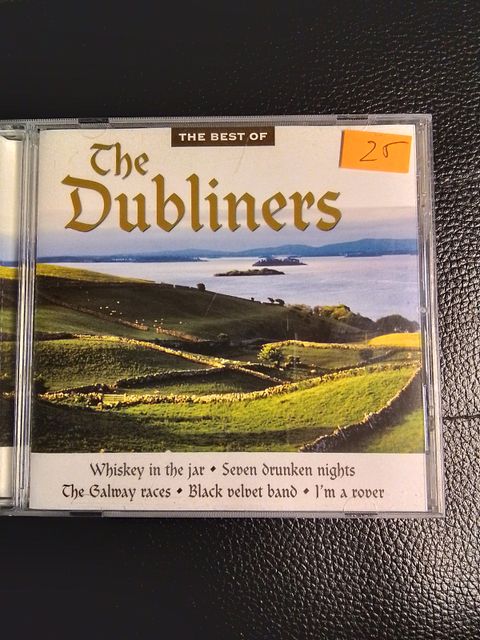 THE BEST OF
The
Dubliners
25
Whiskey in the jar • Seven drunken nights
The Galway races • Black velvet band • I'm a rover